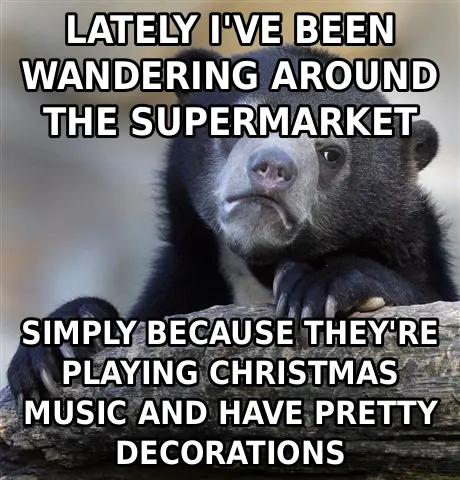 LATELY I'VE BEEN
WANDERING AROUND
THE SUPERMARKET
SIMPLY BECAUSE THEY'RE
PLAYING CHRISTMAS
MUSIC AND HAVE PRETTY
DECORATIONS